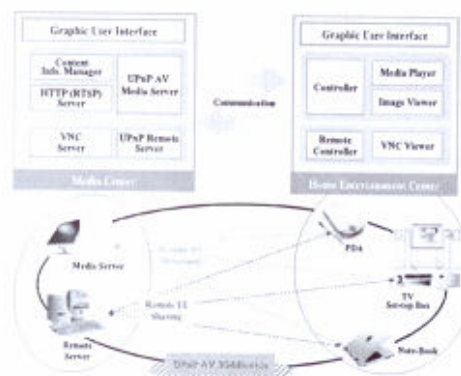 Graphic User Interface
Content
Info. Manager
HTTP (RTSP)
Server
UPnP AV
Media Server
VNC
Server
UPnP Remote
Server
Media Center
Communication
Graphic User Interface
Controller
Media Player
Image Viewer
Remote
Controller
VNC Viewer
Home Entertainment Center
Media Server
Remote
Server
Remote UI
Sharing
PDA
TV
Set-top Box
Note-Book
UPnP AV